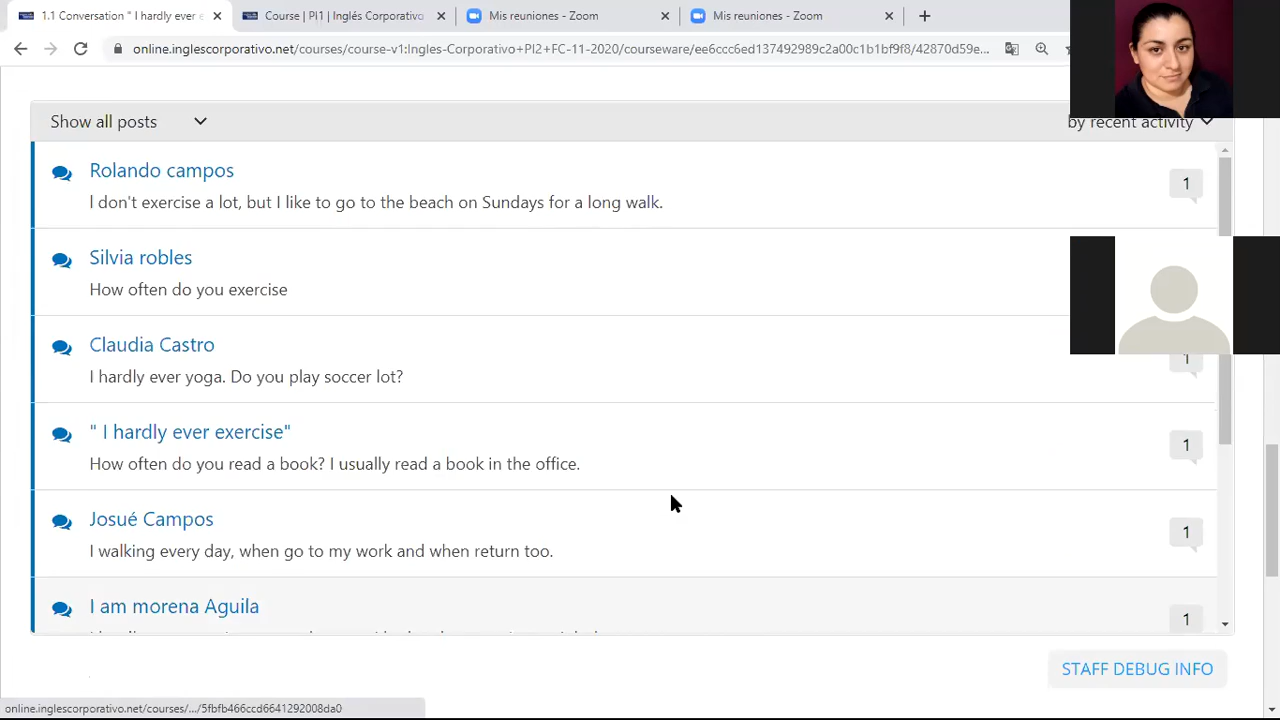 1.1 Conversation " I hardly ever e
Course | PI1 | Inglés Corporativo
Mis reuniones - Zoom
Mis reuniones - Zoom
online.inglescorporativo.net/courses/course-v1:Ingles-Corporativo+PI2+FC-11-2020/courseware/ee6ccc6ed137492989c2a00c1b1bf9f8/42870d59e...
Show all posts
by recent activity
Rolando campos
1
I don't exercise a lot, but I like to go to the beach on Sundays for a long walk.
Silvia robles
How often do you exercise
Claudia Castro
1
I hardly ever yoga. Do you play soccer lot?
" I hardly ever exercise"
1
How often do you read a book? I usually read a book in the office.
Josué Campos
1
I walking every day, when go to my work and when return too.
I am morena Aguila
1
STAFF DEBUG INFO
online.inglescorporativo.net/courses/.../5fbfb466ccd6641292008da0